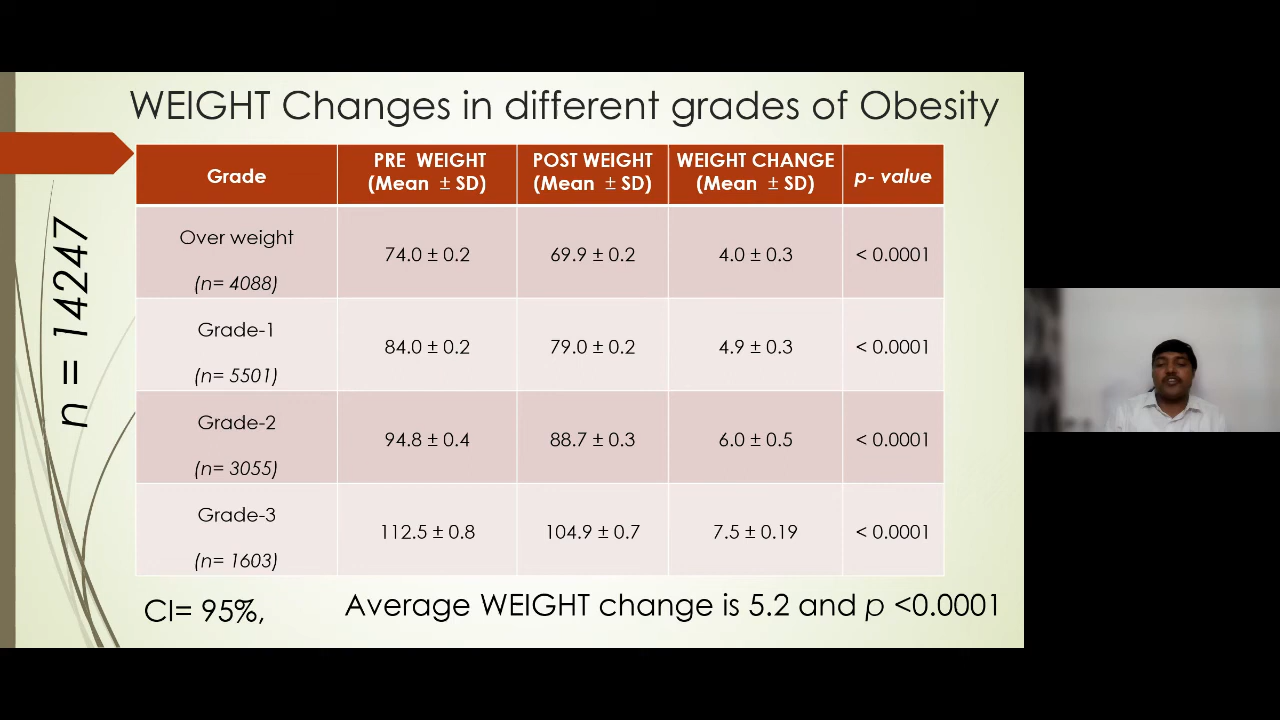 WEIGHT Changes in different grades of Obesity
n = 14247
Grade
PRE WEIGHT
(Mean ± SD)
POST WEIGHT
(Mean ± SD)
WEIGHT CHANGE
(Mean ± SD)
p- value
Over weight
(n= 4088)
74.0 ± 0.2
69.9 ± 0.2
4.0 ± 0.3
< 0.0001
Grade-1
(n= 5501)
84.0 ± 0.2
79.0 ± 0.2
4.9 ± 0.3
< 0.0001
Grade-2
(n= 3055)
94.8 ± 0.4
88.7 ± 0.3
6.0 ± 0.5
< 0.0001
Grade-3
(n= 1603)
112.5 ± 0.8
104.9 ± 0.7
7.5 ± 0.19
< 0.0001
CI= 95%,
Average WEIGHT change is 5.2 and p <0.0001